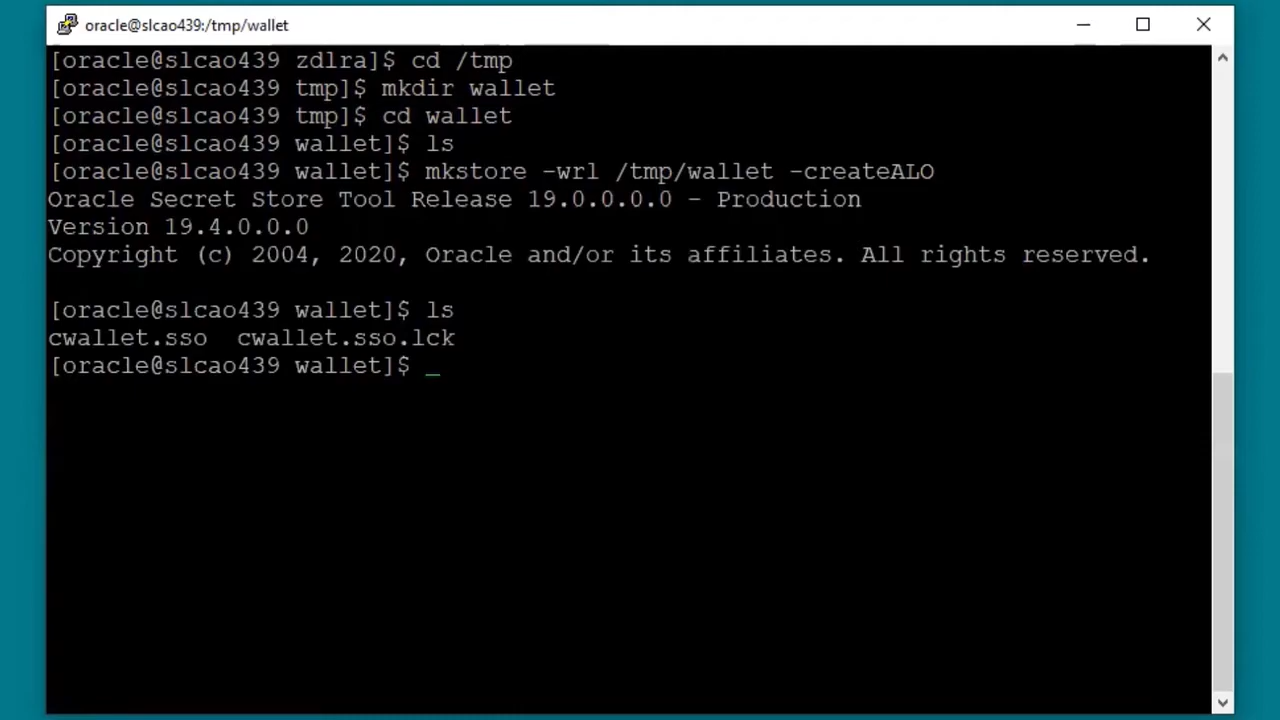 oracle@slcao439:/tmp/wallet
[oracle@slcao439 zdlra]$ cd /tmp
[oracle@slcao439 tmp]$ mkdir wallet
[oracle@slcao439 tmp]$ cd wallet
[oracle@slcao439 wallet]$ ls
[oracle@slcao439 wallet]$ mkstore -wrl /tmp/wallet -createALO
Oracle Secret Store Tool Release 19.0.0.0.0 - Production
Version 19.4.0.0.0
Copyright (c) 2004, 2020, Oracle and/or its affiliates. All rights reserved.
[oracle@slcao439 wallet]$ ls
cwallet.sso  cwallet.sso.lck
[oracle@slcao439 wallet]$ _